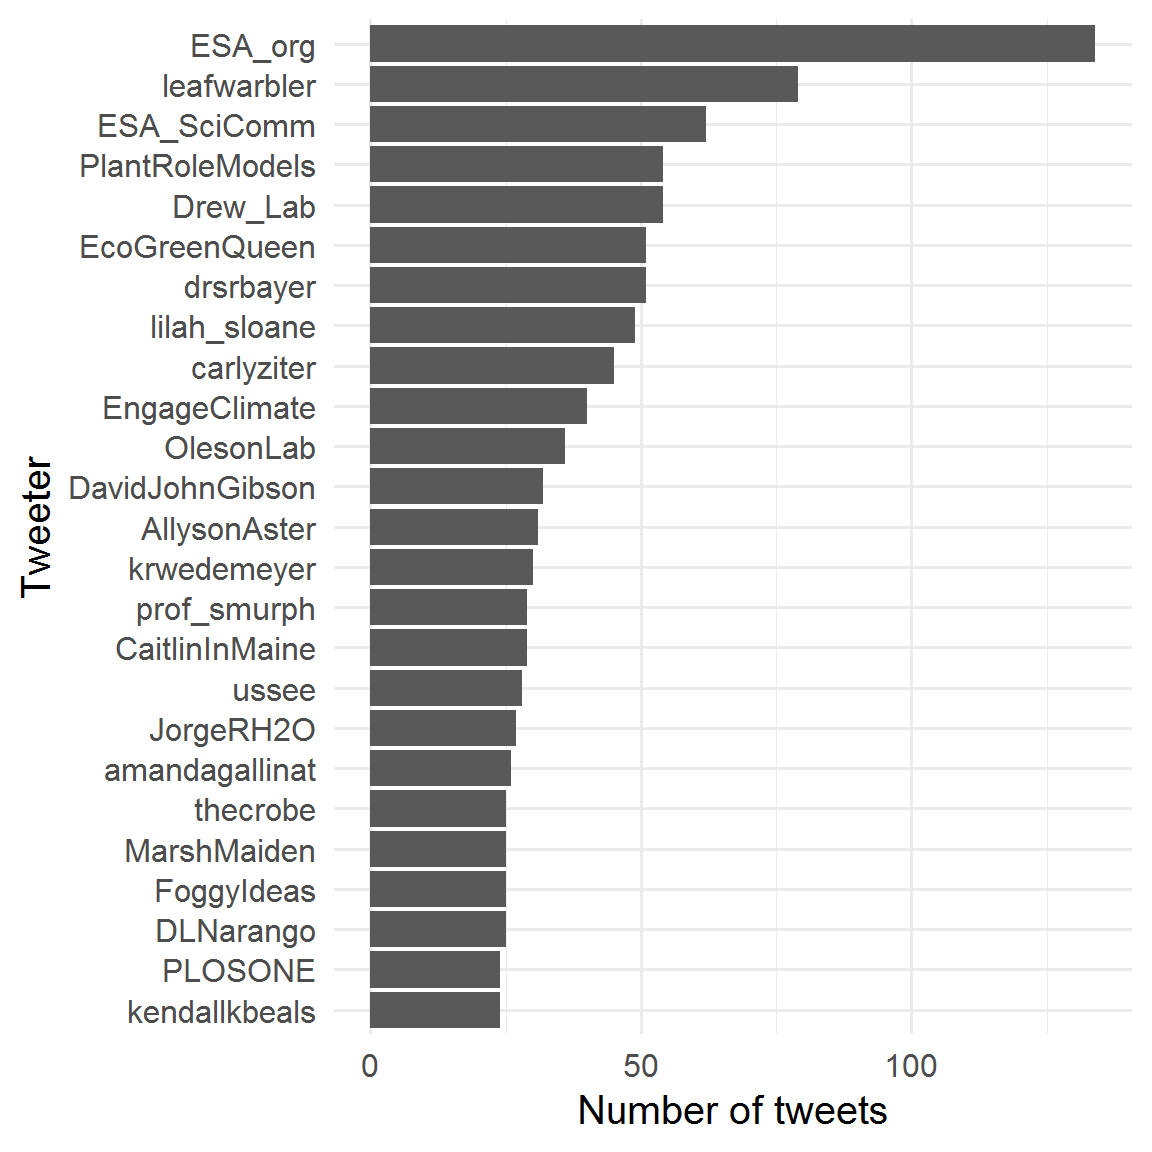 ESA_org
leafwarbler
ESA_SciComm
PlantRoleModels
Drew_Lab
EcoGreenQueen
drsrbayer
lilah_sloane
carlyziter
EngageClimate
OlesonLab
DavidJohnGibson
AllysonAster
krwedemeyer
prof_smurph
CaitlinInMaine
ussee
JorgeRH2O
amandagallinat
thecrobe
MarshMaiden
FoggyIdeas
DLNarango
PLOSONE
kendallkbeals
Tweeter
0 50 100
Number of tweets